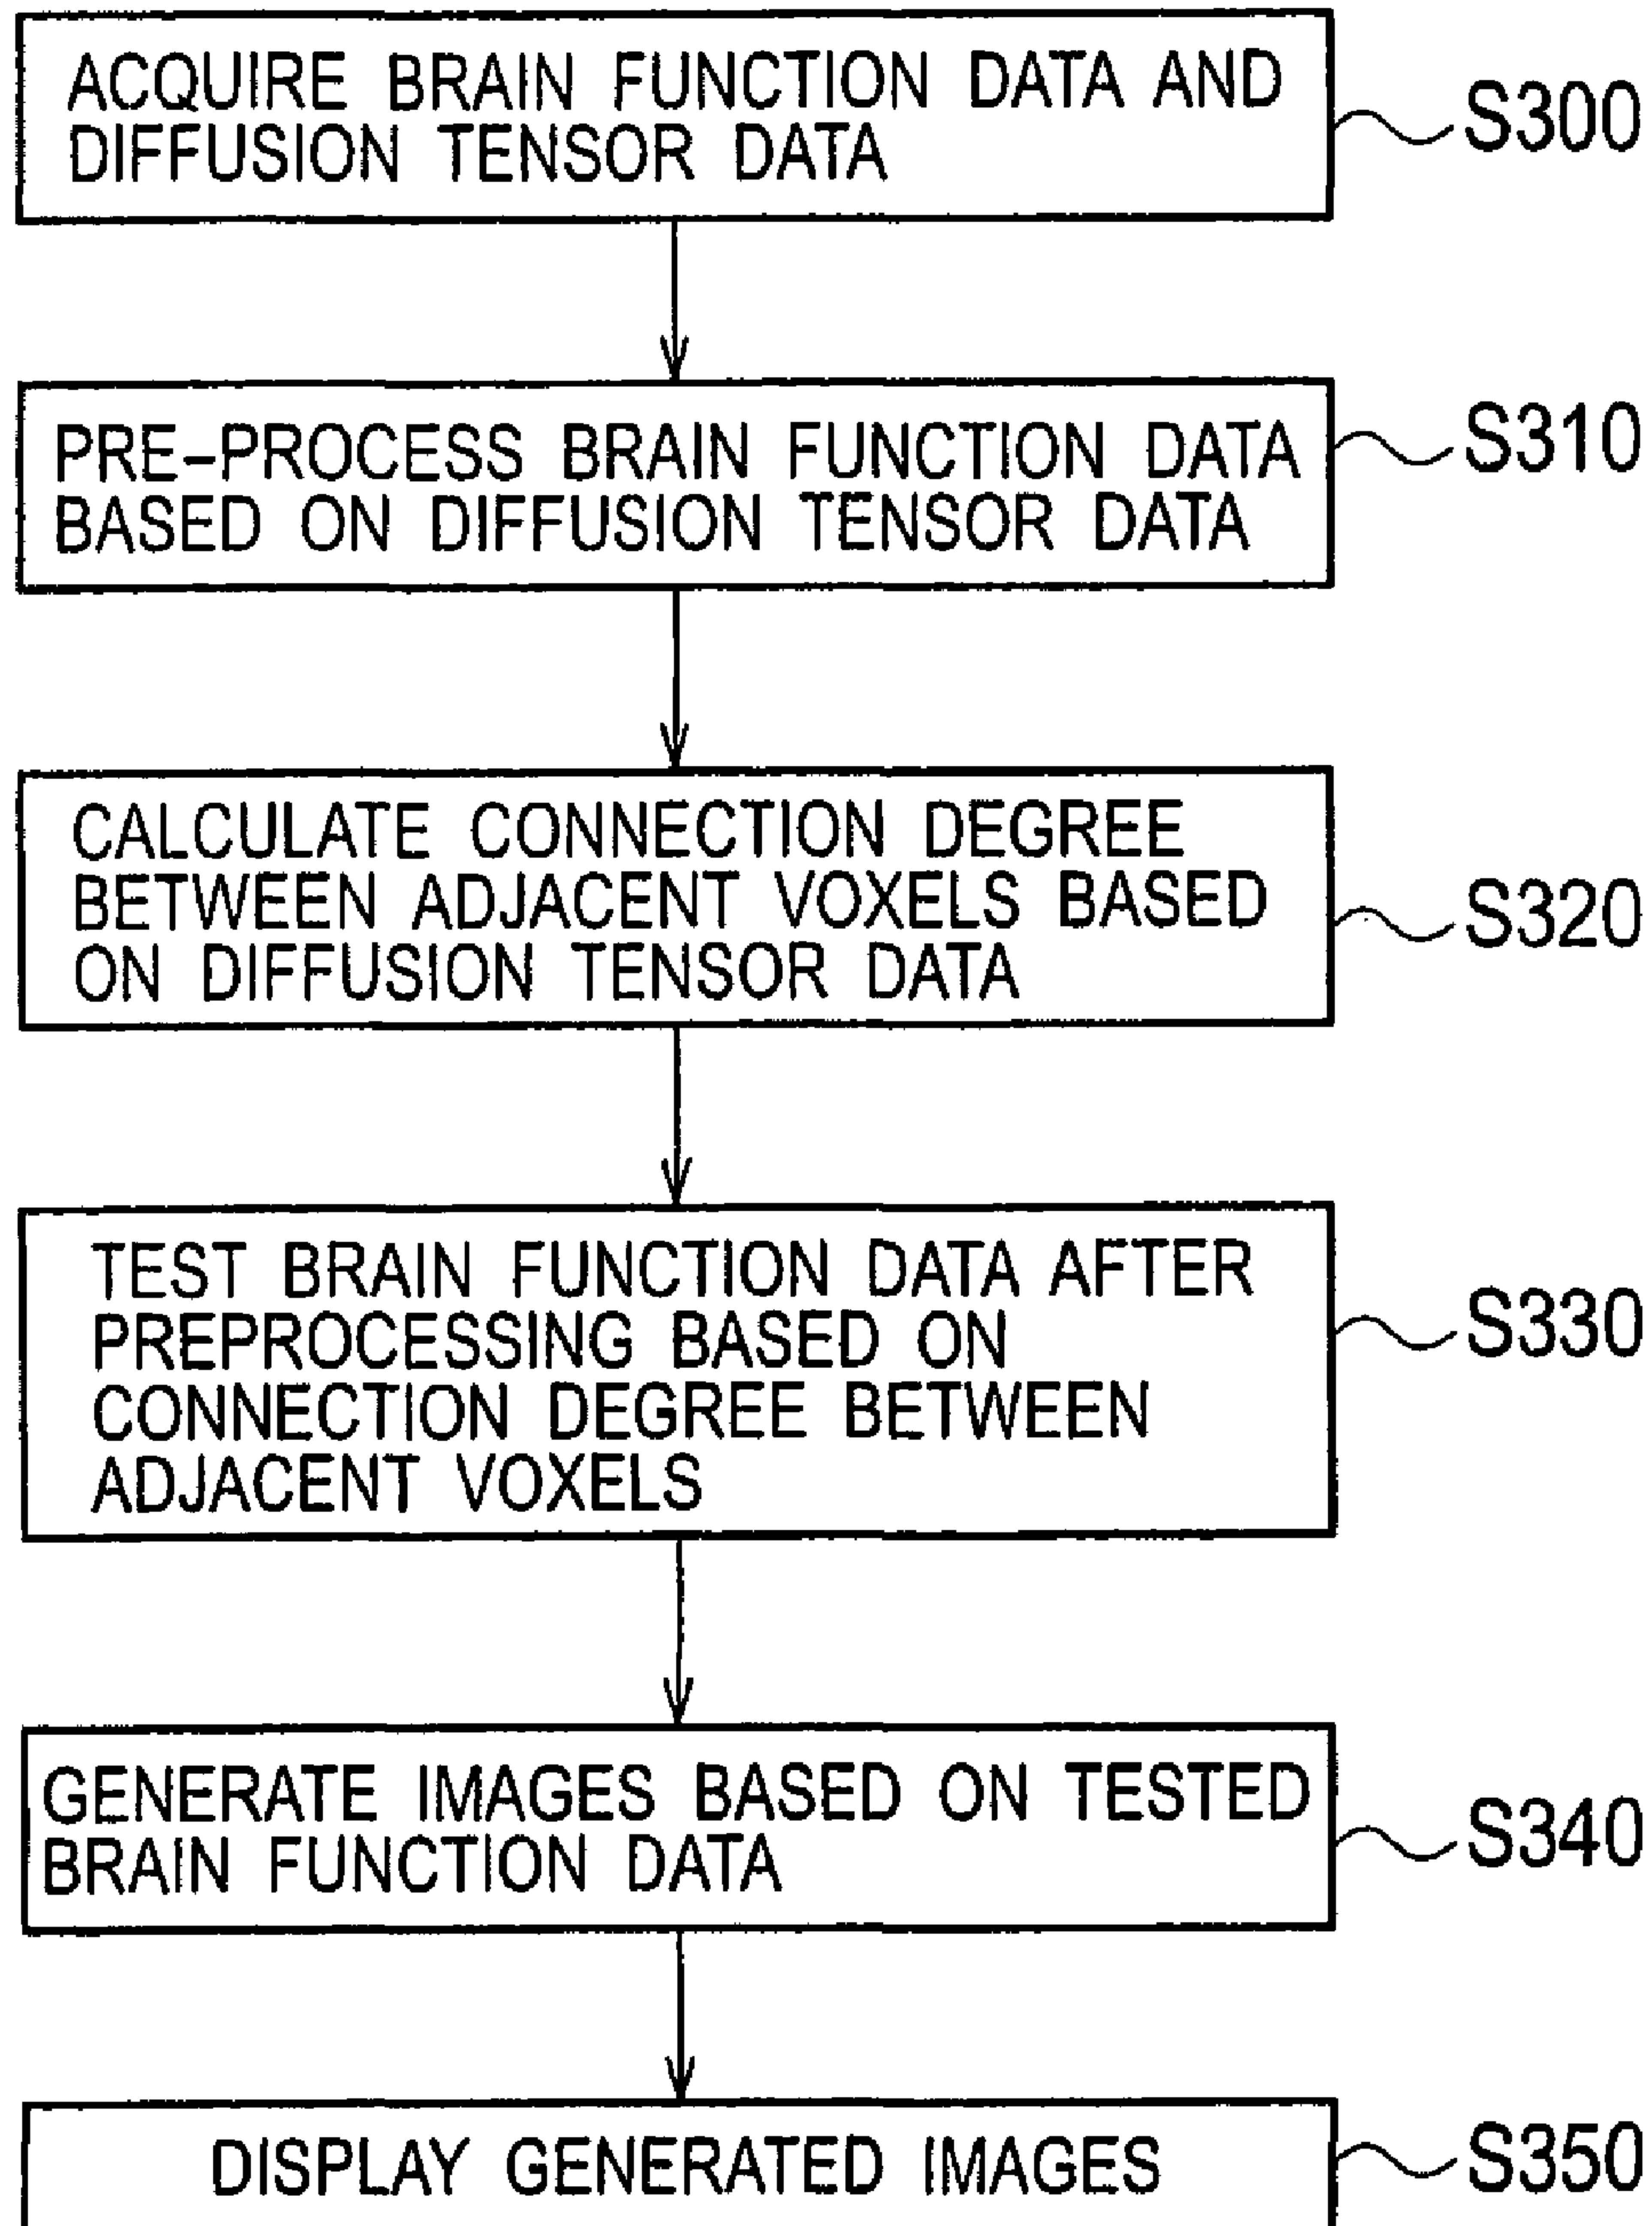 ACQUIRE BRAIN FUNCTION DATA AND
DIFFUSION TENSOR DATA
S300
PRE-PROCESS BRAIN FUNCTION DATA
BASED ON DIFFUSION TENSOR DATA
S310
CALCULATE CONNECTION DEGREE
BETWEEN ADJACENT VOXELS BASED
ON DIFFUSION TENSOR DATA
S320
TEST BRAIN FUNCTION DATA AFTER
PREPROCESSING BASED ON
CONNECTION DEGREE BETWEEN
ADJACENT VOXELS
S330
GENERATE IMAGES BASED ON TESTED
BRAIN FUNCTION DATA
S340
DISPLAY GENERATED IMAGES
S350